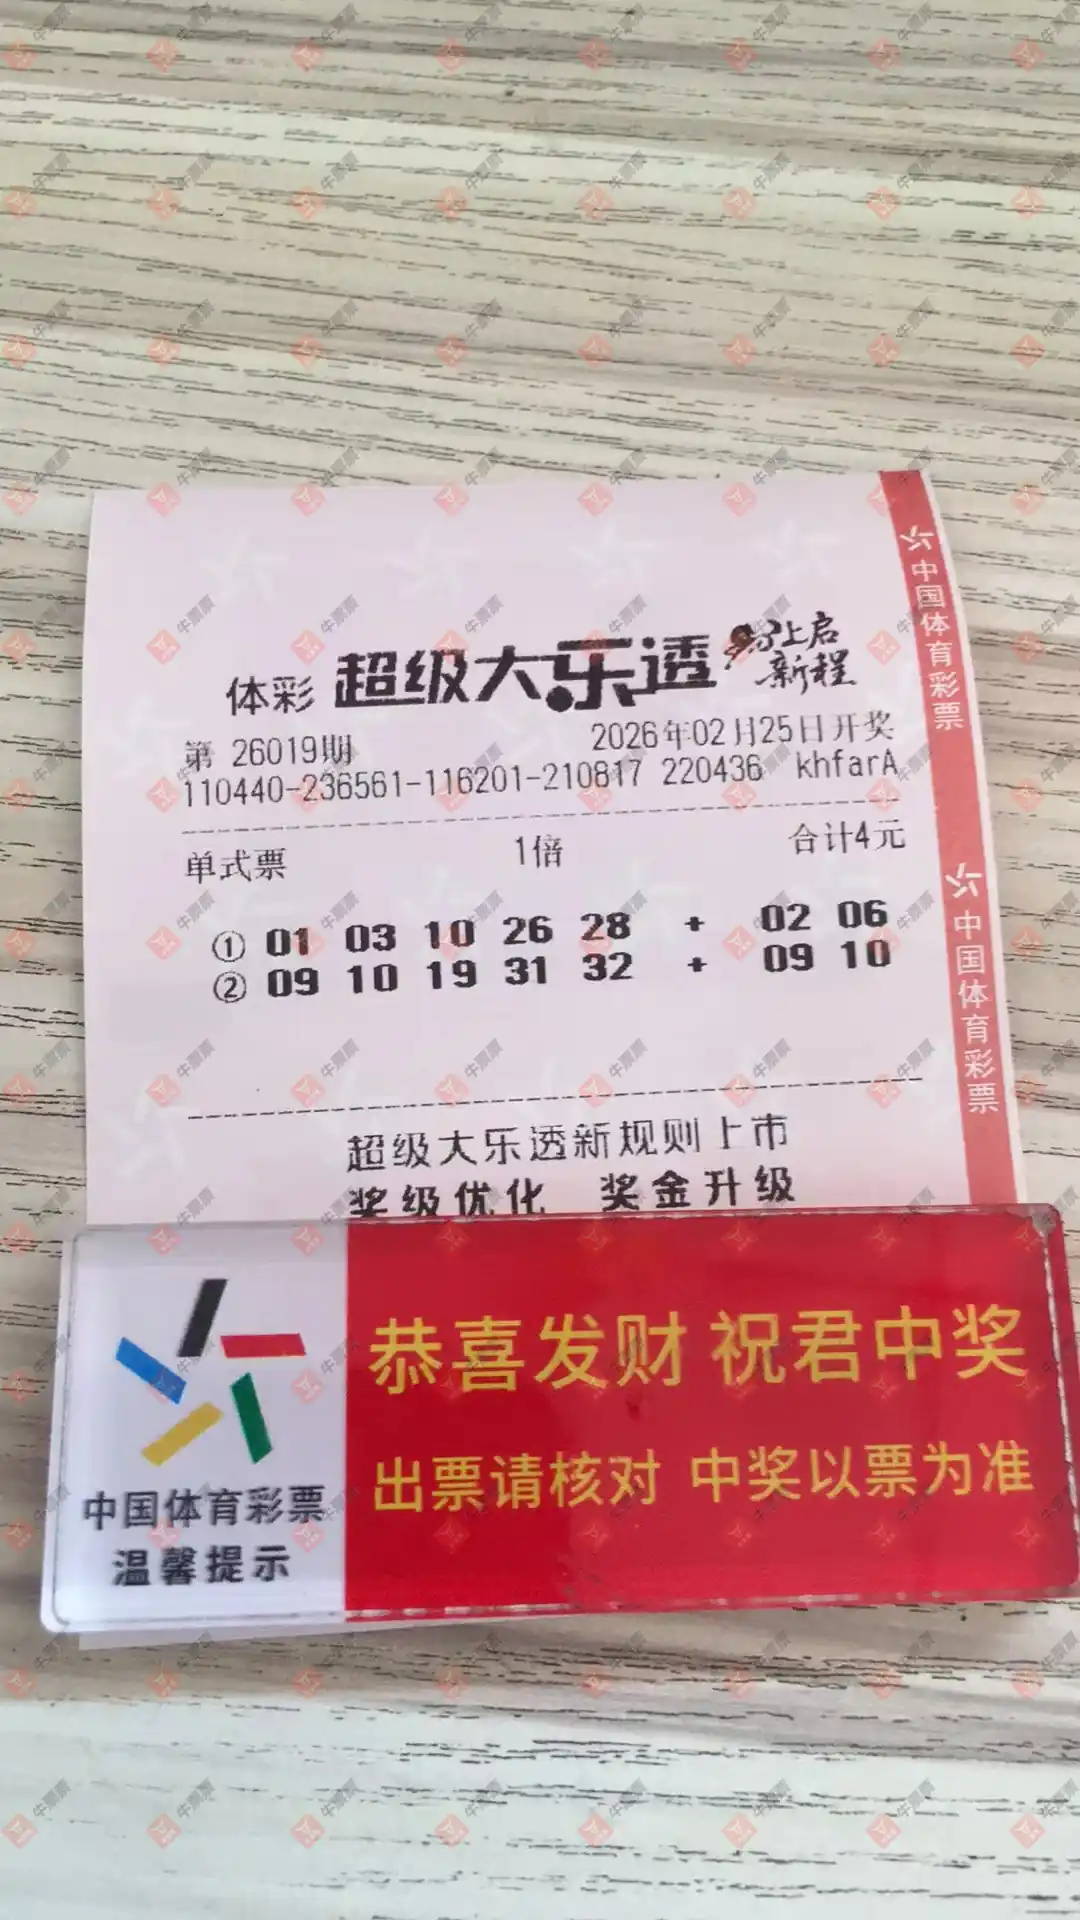 体彩 超级大乐透 马上启新程
第 26019期 2026年02月25日开奖
110440-236561-116201-210817 220436 khfarA
单式票 1倍 合计4元
① 01 03 10 26 28 + 02 06
② 09 10 19 31 32 + 09 10
超级大乐透新规则上市
奖级优化 奖金升级
中国体育彩票
中国体育彩票
恭喜发财 祝君中奖
出票请核对 中奖以票为准
中国体育彩票
温馨提示
牛票票